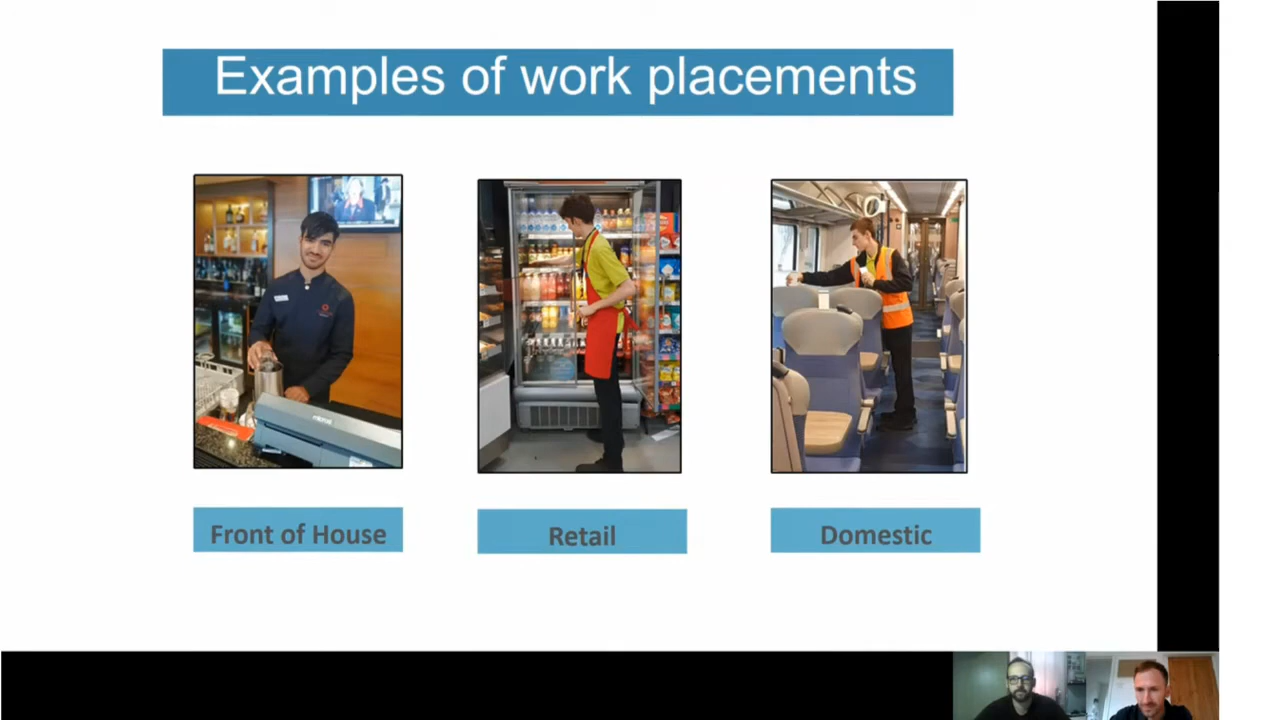 Examples of work placements
Front of House
Retail
Domestic